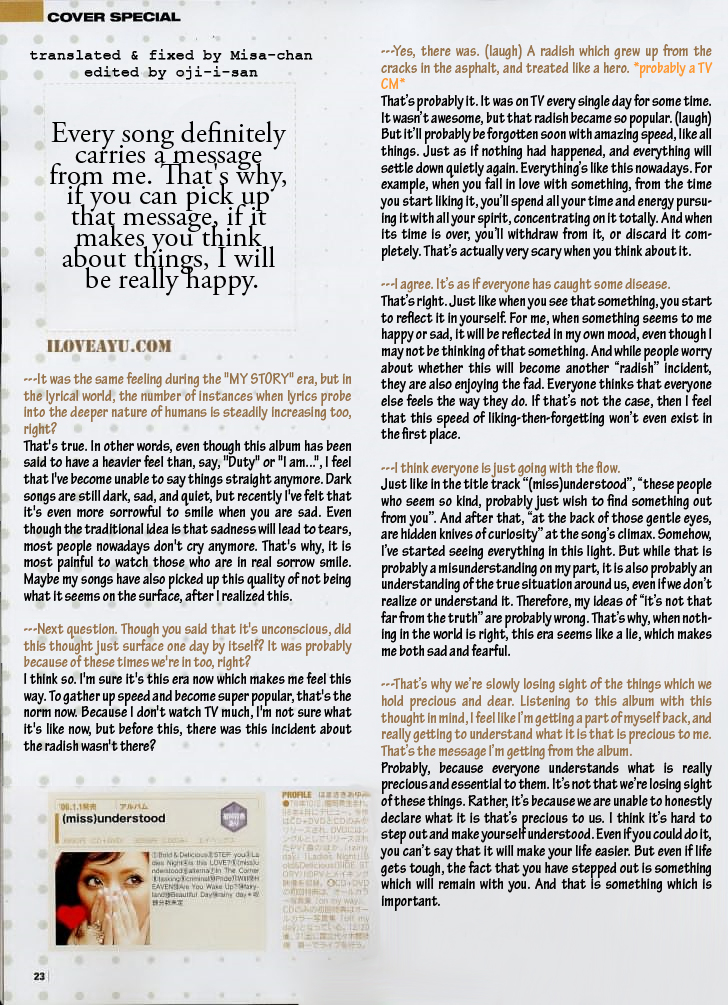 COVER SPECIAL
translated & fixed by Misa-chan
edited by oji-i-san
Every song definitely
carries a message
from me. That's why,
if you can pick up
that message, if it
makes you think
about things, I will
be really happy.
ILOVEAYU.COM
---It was the same feeling during the "MY STORY" era, but in
the lyrical world, the number of instances when lyrics probe
into the deeper nature of humans is steadily increasing too,
right?
That's true. In other words, even though this album has been
said to have a heavier feel than, say, "Duty" or "I am...", I feel
that I've become unable to say things straight anymore. Dark
songs are still dark, sad, and quiet, but recently I've felt that
it's even more sorrowful to smile when you are sad. Even
though the traditional idea is that sadness will lead to tears,
most people nowadays don't cry anymore. That's why, it is
most painful to watch those who are in real sorrow smile.
Maybe my songs have also picked up this quality of not being
what it seems on the surface, after I realized this.
---Next question. Though you said that it's unconscious, did
this thought just surface one day by itself? It was probably
because of these times we're in too, right?
I think so. I'm sure it's this era now which makes me feel this
way. To gather up speed and become super popular, that's the
norm now. Because I don't watch TV much, I'm not sure what
it's like now, but before this, there was this incident about
the radish wasn't there?
'06.1.1発売 アルバム
(miss)understood
PROFILE はまさきあゆみ
23
---Yes, there was. (laugh) A radish which grew up from the
cracks in the asphalt, and treated like a hero. *probably a TV
CM*
That's probably it. It was on TV every single day for some time.
It wasn't awesome, but that radish became so popular. (laugh)
But it'll probably be forgotten soon with amazing speed, like all
things. Just as if nothing had happened, and everything will
settle down quietly again. Everything's like this nowadays. For
example, when you fall in love with something, from the time
you start liking it, you'll spend all your time and energy pursu-
ing it with all your spirit, concentrating on it totally. And when
its time is over, you'll withdraw from it, or discard it com-
pletely. That's actually very scary when you think about it.
---I agree. It's as if everyone has caught some disease.
That's right. Just like when you see that something, you start
to reflect it in yourself. For me, when something seems to me
happy or sad, it will be reflected in my own mood, even though I
may not be thinking of that something. And while people worry
about whether this will become another "radish" incident,
they are also enjoying the fad. Everyone thinks that everyone
else feels the way they do. If that's not the case, then I feel
that this speed of liking-then-forgetting won't even exist in
the first place.
---I think everyone is just going with the flow.
Just like in the title track "(miss)understood", "these people
who seem so kind, probably just wish to find something out
from you". And after that, "at the back of those gentle eyes,
are hidden knives of curiosity" at the song's climax. Somehow,
I've started seeing everything in this light. But while that is
probably a misunderstanding on my part, it is also probably an
understanding of the true situation around us, even if we don't
realize or understand it. Therefore, my ideas of "it's not that
far from the truth" are probably wrong. That's why, when noth-
ing in the world is right, this era seems like a lie, which makes
me both sad and fearful.
---That's why we're slowly losing sight of the things which we
hold precious and dear. Listening to this album with this
thought in mind, I feel like I'm getting a part of myself back, and
really getting to understand what it is that is precious to me.
That's the message I'm getting from the album.
Probably, because everyone understands what is really
precious and essential to them. It's not that we're losing sight
of these things. Rather, it's because we are unable to honestly
declare what it is that's precious to us. I think it's hard to
step out and make yourself understood. Even if you could do it,
you can't say that it will make your life easier. But even if life
gets tough, the fact that you have stepped out is something
which will remain with you. And that is something which is
important.